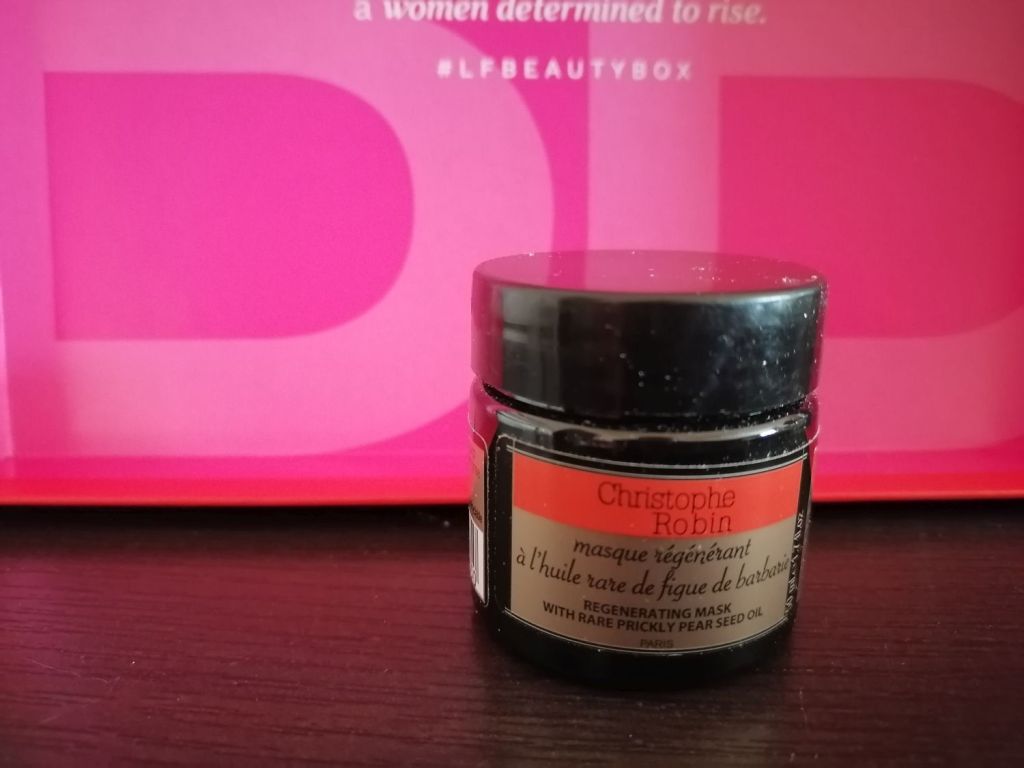 a women determined to rise.
#LFBEAUTYBOX
Christophe
Robin
masque régénérant
à l'huile rare de figue de barbarie
REGENERATING MASK
WITH RARE PRICKLY PEAR SEED OIL
PARIS